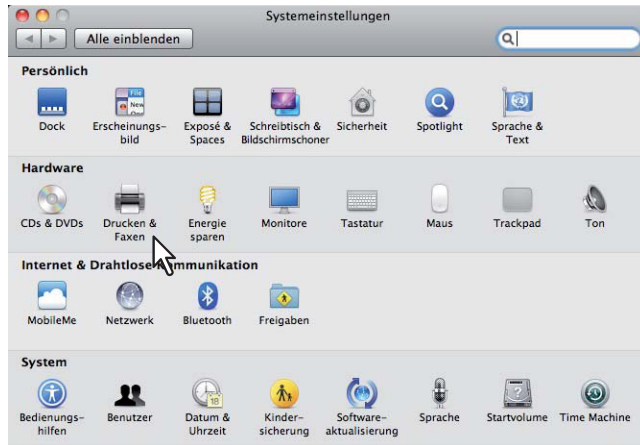 Systemeinstellungen
Alle einblenden
Persönlich
Dock
Erscheinungs-
bild
Exposé &
Spaces
Schreibtisch &
Bildschirmschoner
Sicherheit
Spotlight
Sprache &
Text
Hardware
CDs & DVDs
Drucken &
Faxen
Energie
sparen
Monitore
Tastatur
Maus
Trackpad
Ton
Internet & Drahtlose Kommunikation
MobileMe
Netzwerk
Bluetooth
Freigaben
System
Bedienungs-
hilfen
Benutzer
Datum &
Uhrzeit
Kinder-
sicherung
Software-
aktualisierung
Sprache
Startvolume
Time Machine